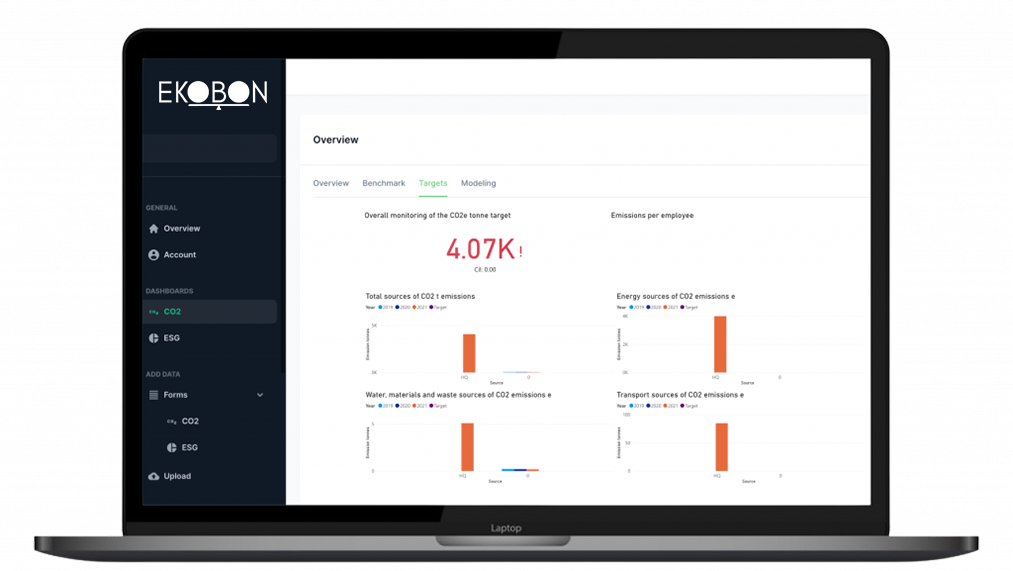 EKOBON
Overview
GENERAL
Overview
Account
DASHBOARDS
CO2
ESG
ADD DATA
Forms
CO2
ESG
Upload
Overview Benchmark Targets Modeling
Overall monitoring of the CO2e tonne target
4.07K!
Cil: 0.00
Emissions per employee
Total sources of CO2 t emissions
Year 2019 2020 2021 Target
Emission tonnes
5K
0K
HQ 0
Source
Energy sources of CO2 emissions e
Year 2019 2020 2021 Target
Emission tonnes
4K
2K
0K
HQ 0
Source
Water, materials and waste sources of CO2 emissions e
Year 2019 2020 2021 Target
Emission tonnes
5
0
HQ 0
Source
Transport sources of CO2 emissions e
Year 2019 2020 2021 Target
Emission tonnes
100
50
0
HQ 0
Source
Laptop